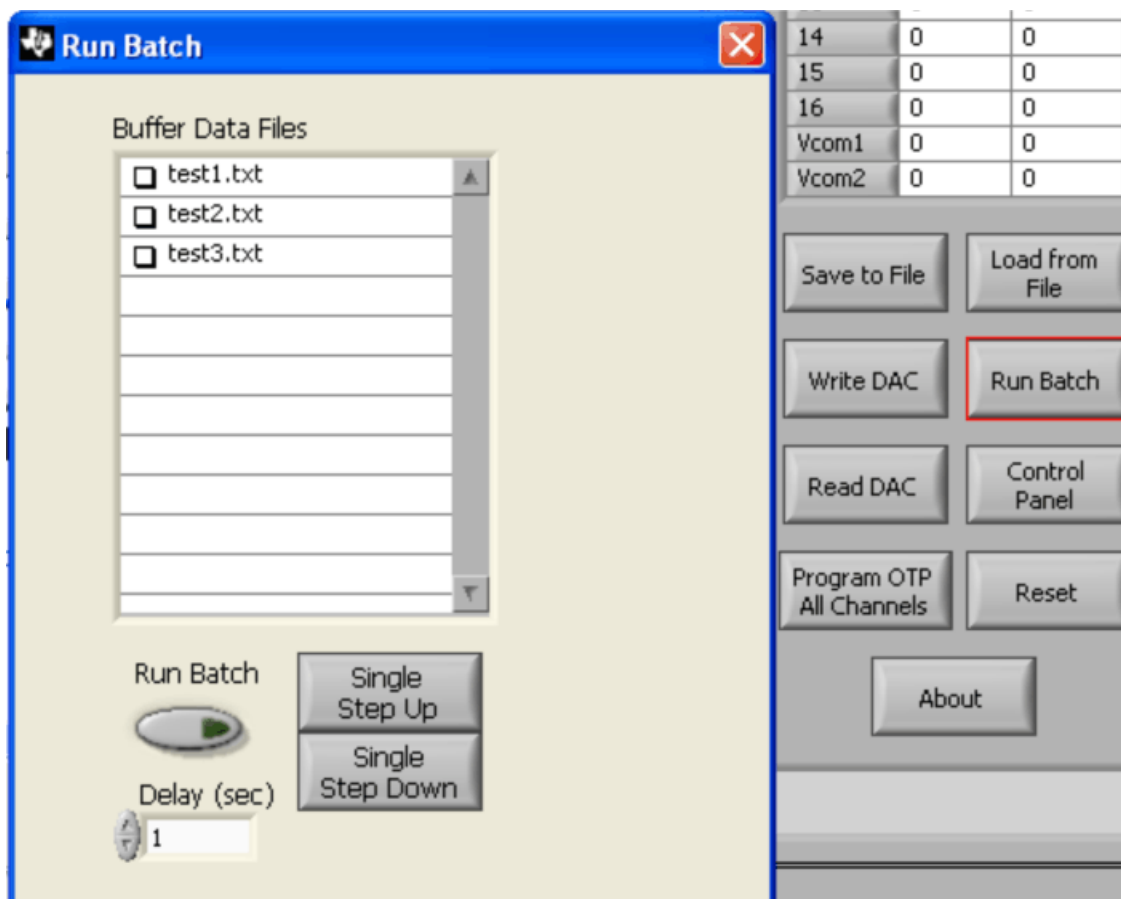 Run Batch
Buffer Data Files
test1.txt
test2.txt
test3.txt
Run Batch
Single
Step Up
Single
Step Down
Delay (sec)
1
14 0 0
15 0 0
16 0 0
Vcom1 0 0
Vcom2 0 0
Save to File
Load from
File
Write DAC
Run Batch
Read DAC
Control
Panel
Program OTP
All Channels
Reset
About